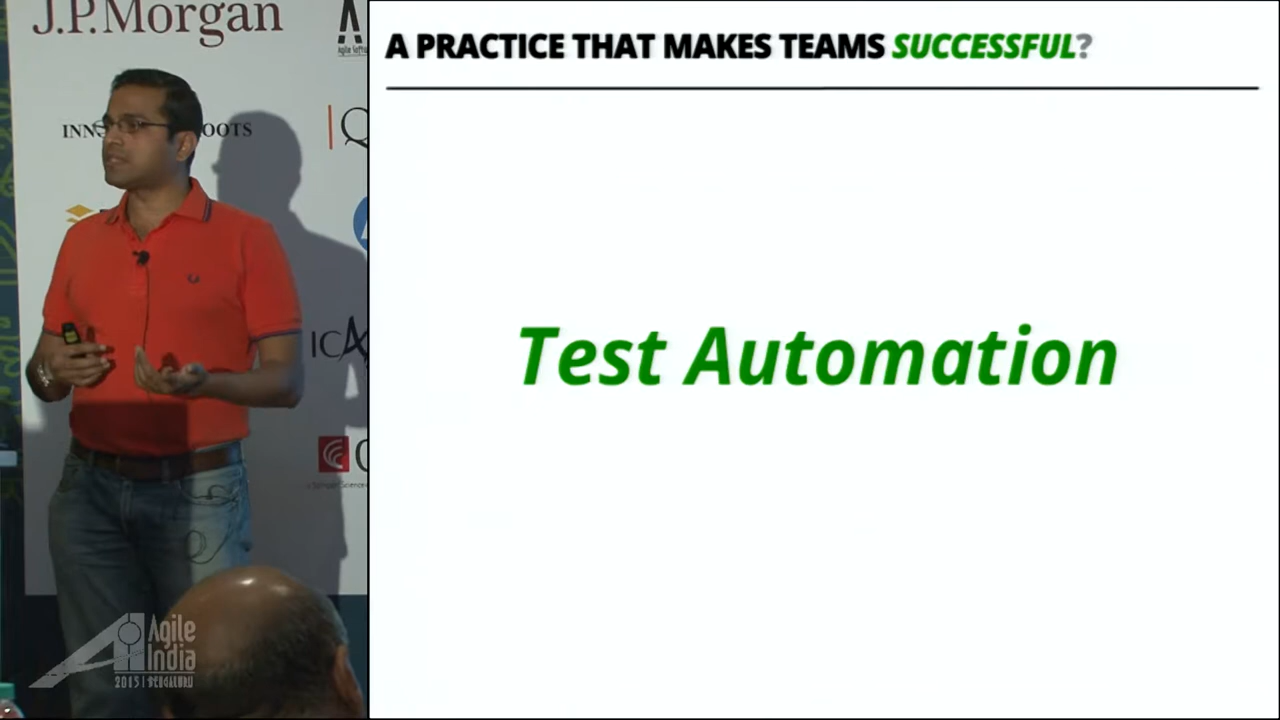 J.P.Morgan
A PRACTICE THAT MAKES TEAMS SUCCESSFUL?
Test Automation
Agile
India
2015 | BENGALURU